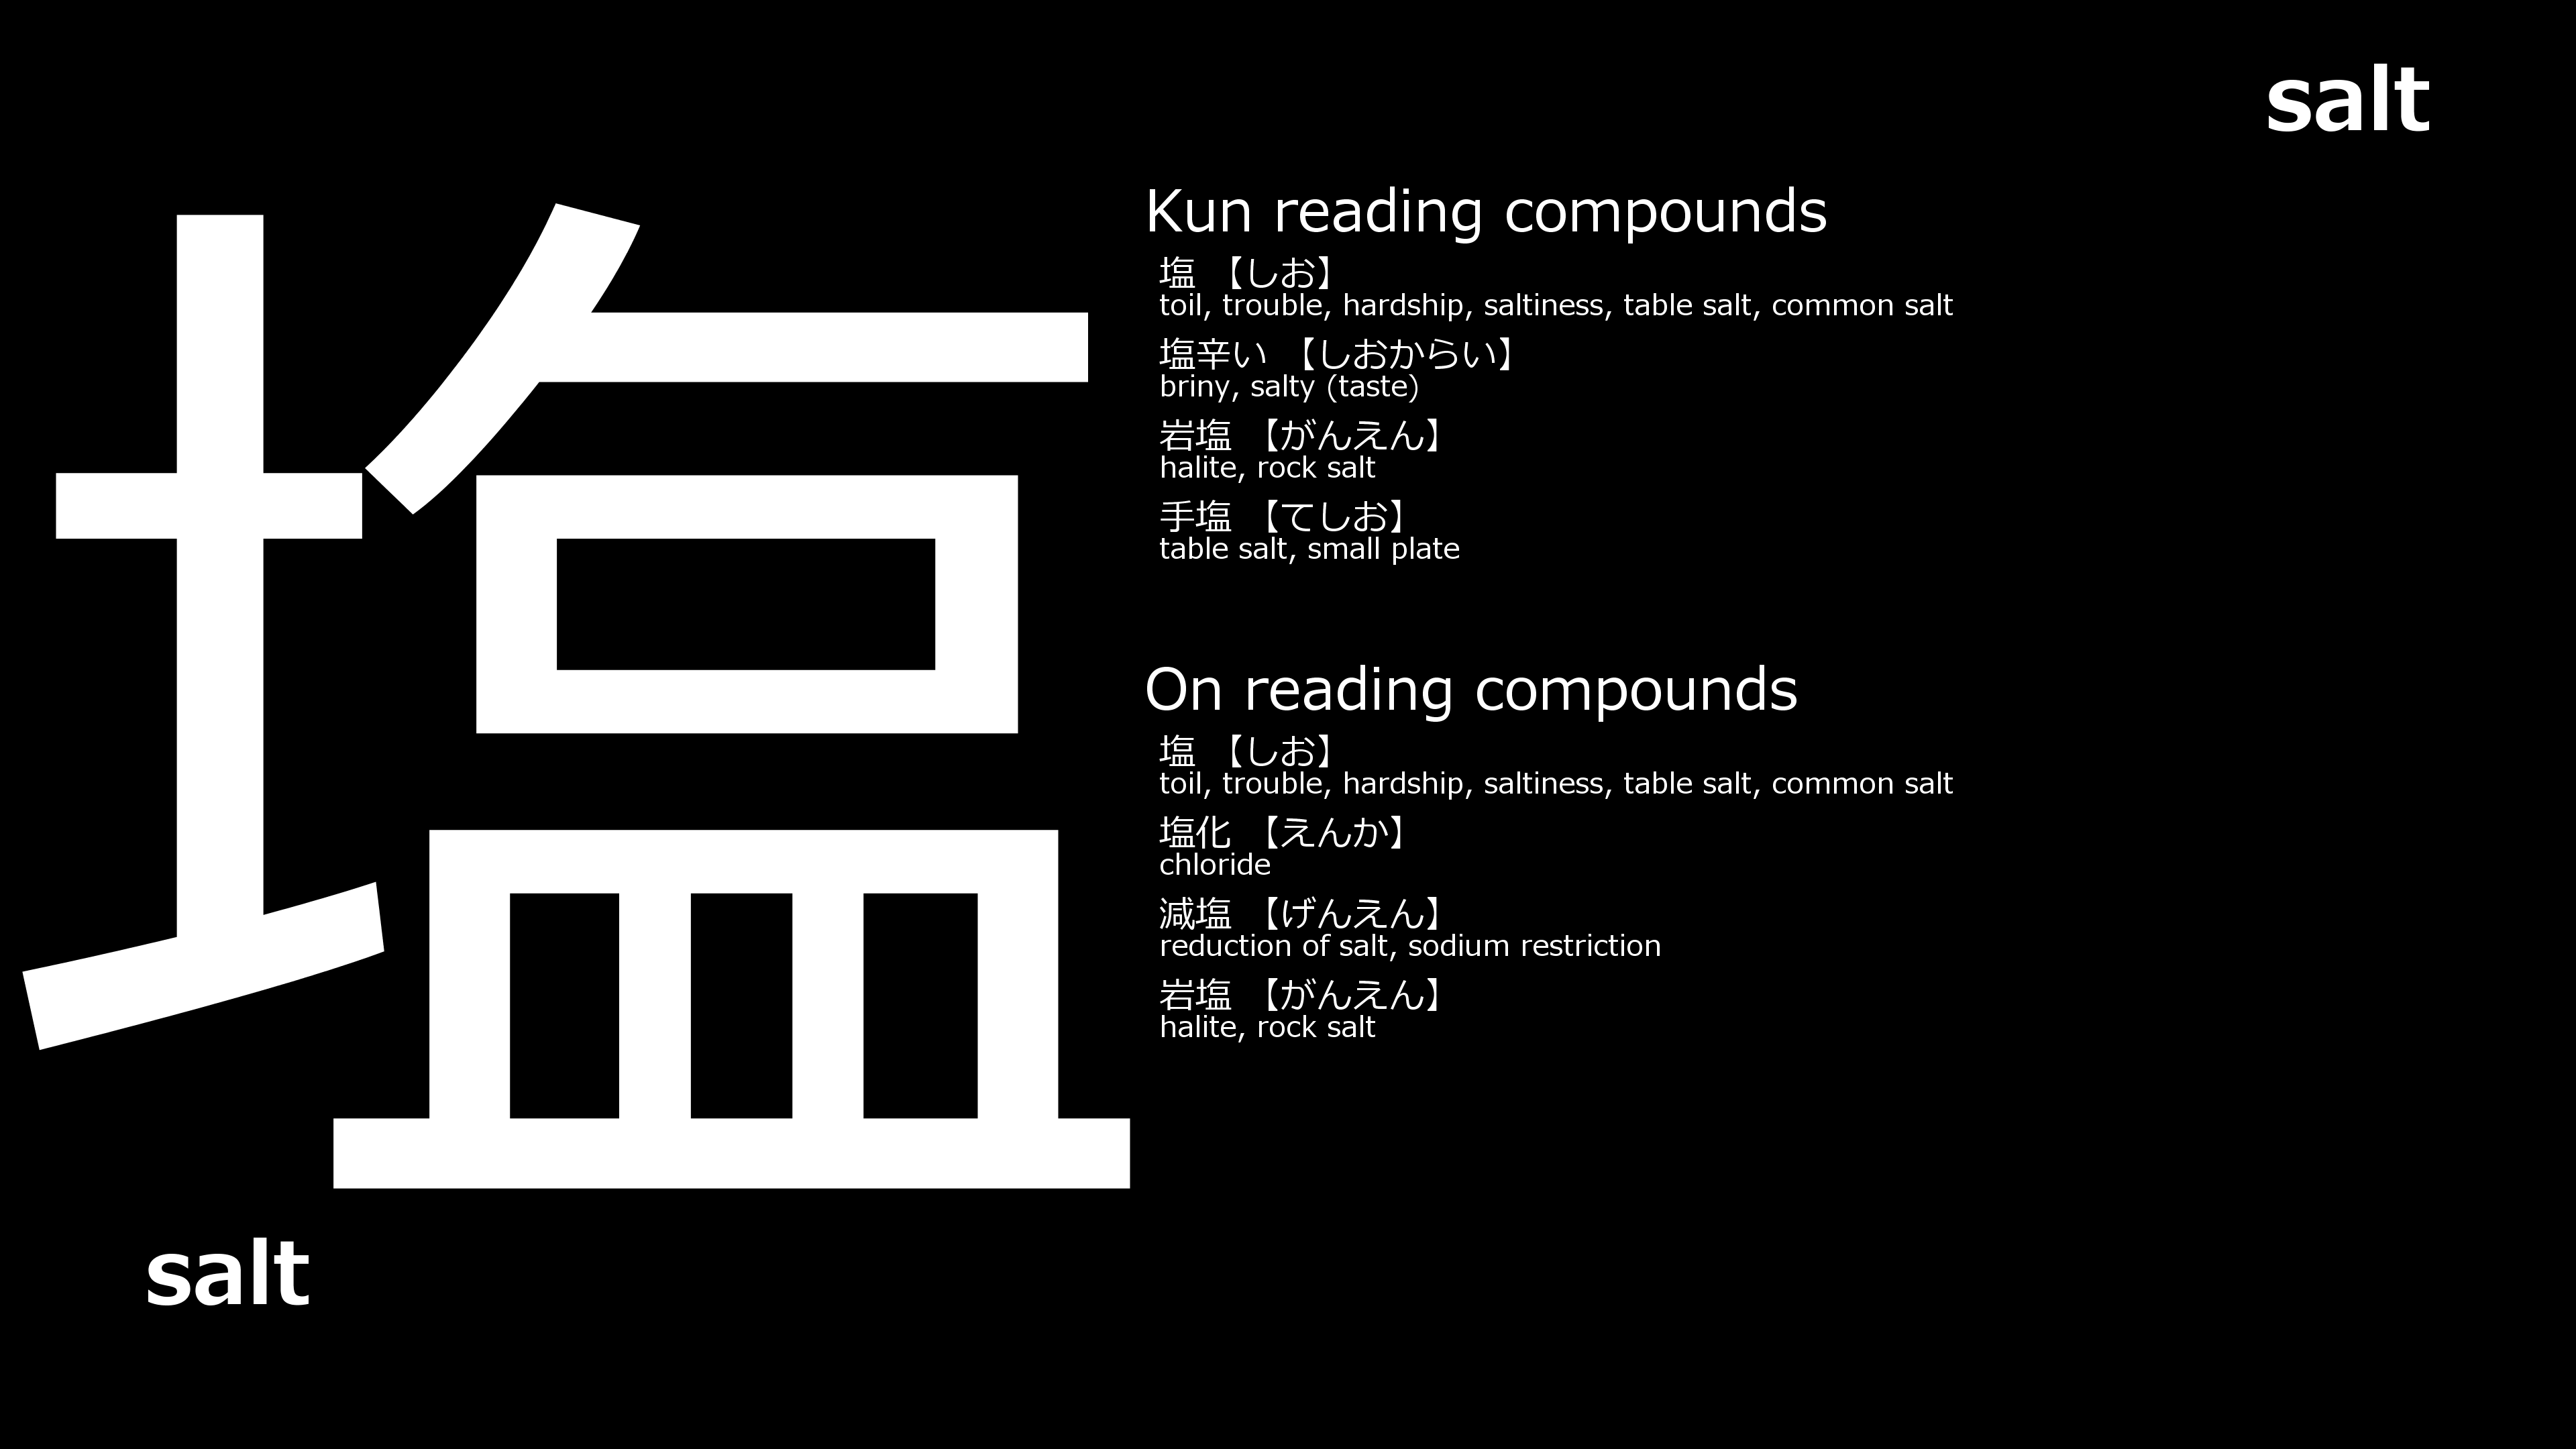 salt
塩
Kun reading compounds
塩 【しお】
toil, trouble, hardship, saltiness, table salt, common salt
塩辛い 【しおからい】
briny, salty (taste)
岩塩 【がんえん】
halite, rock salt
手塩 【てしお】
table salt, small plate
On reading compounds
塩 【しお】
toil, trouble, hardship, saltiness, table salt, common salt
塩化 【えんか】
chloride
減塩 【げんえん】
reduction of salt, sodium restriction
岩塩 【がんえん】
halite, rock salt
salt